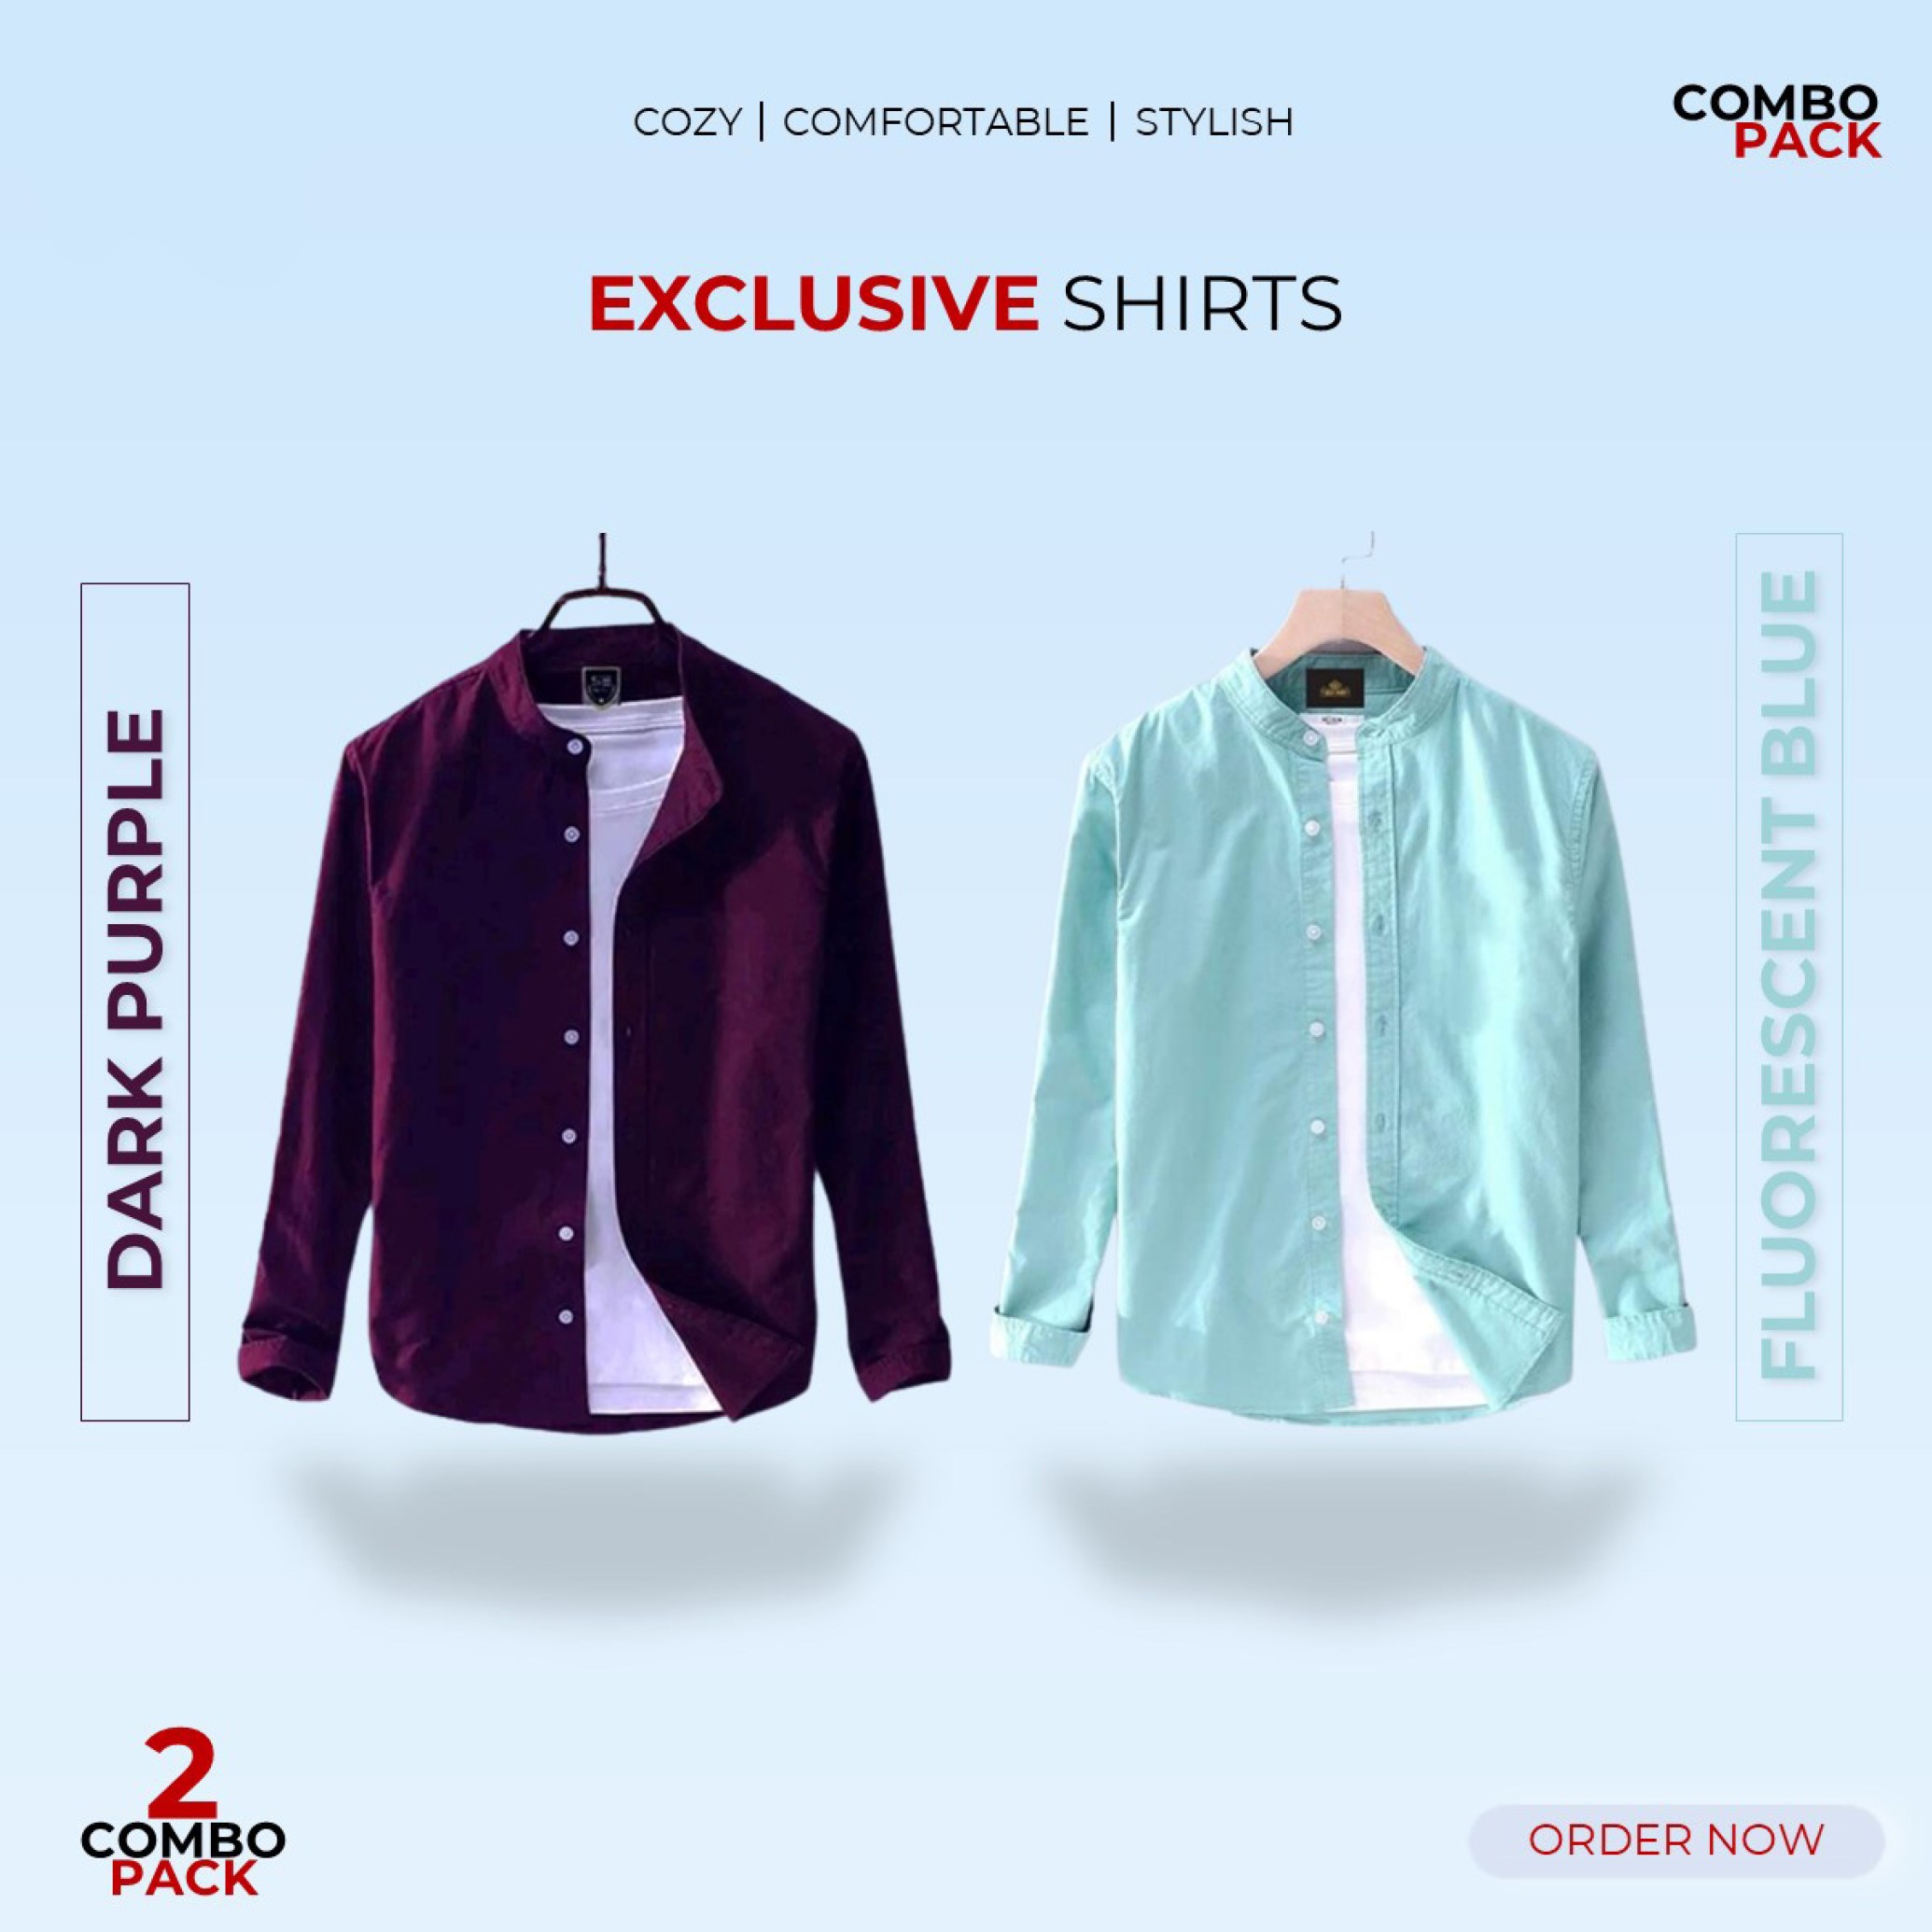 COZY | COMFORTABLE | STYLISH
COMBO
PACK
EXCLUSIVE SHIRTS
DARK PURPLE
FLUORESCENT BLUE
2
COMBO
PACK
ORDER NOW